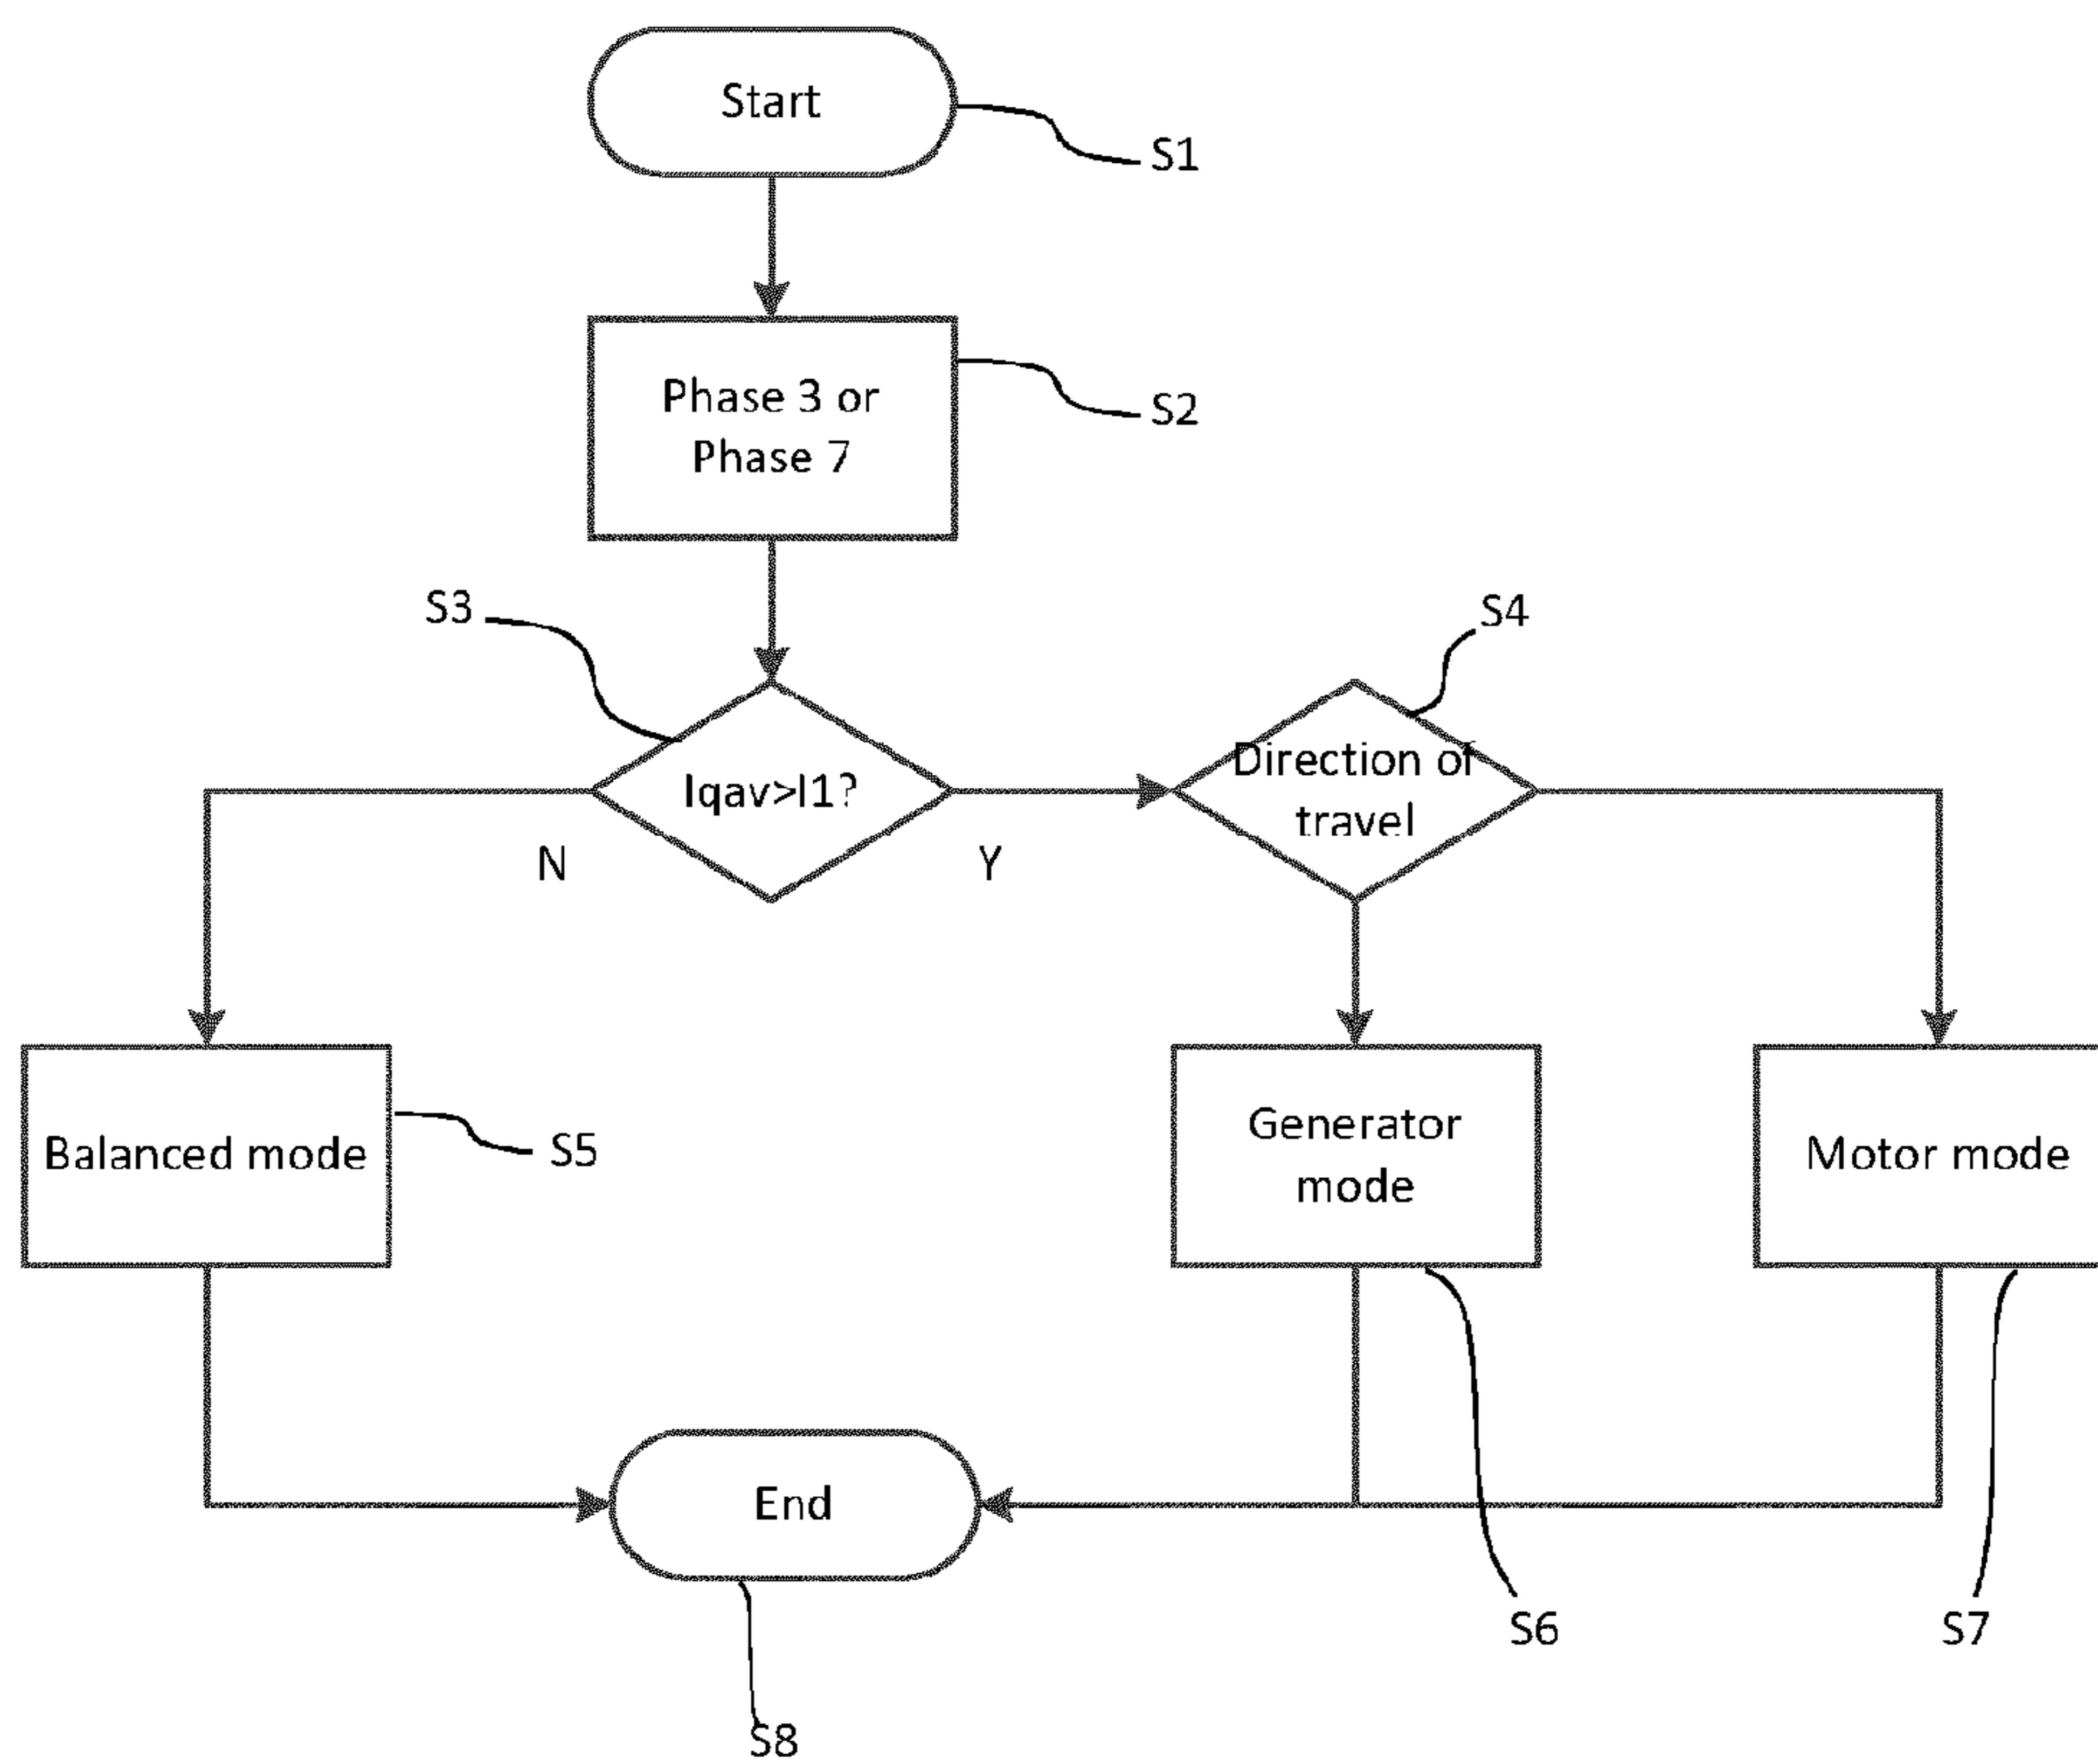 Start
S1
Phase 3 or
Phase 7
S2
S3
S4
Iqav>I1?
Direction of
travel
N
Y
Balanced mode
S5
Generator
mode
Motor mode
End
S6
S7
S8